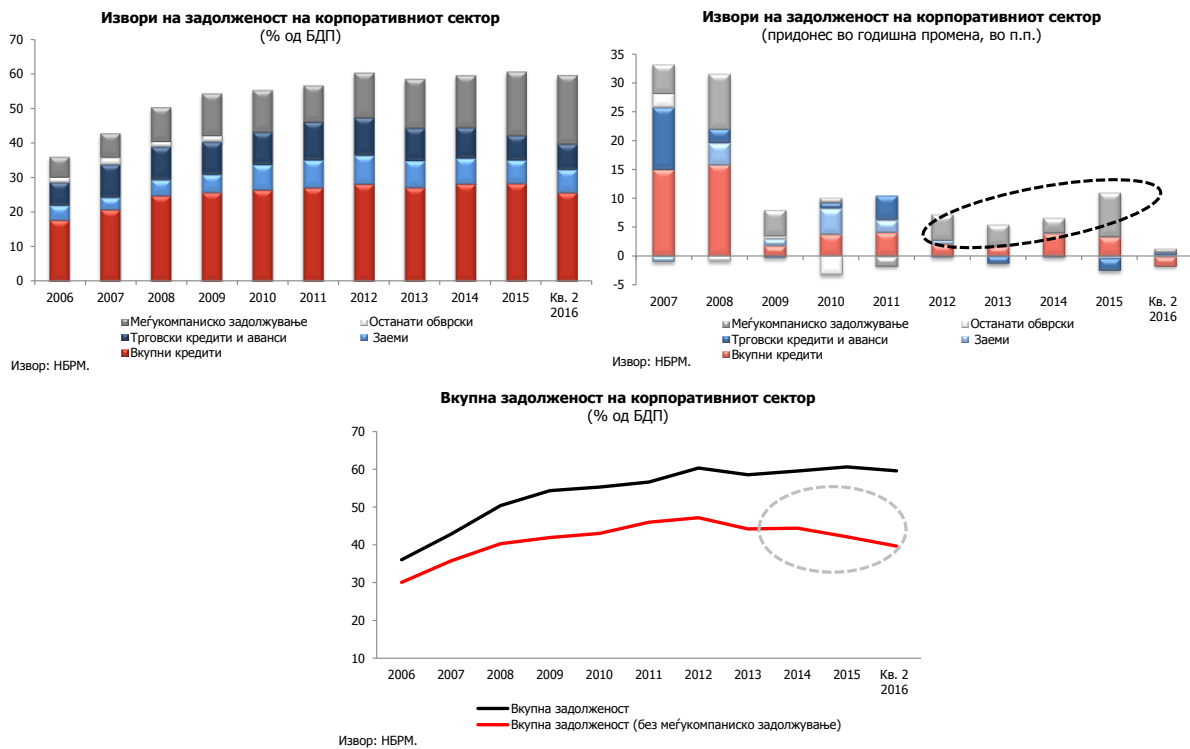 Извори на задолженост на корпоративниот сектор
(% од БДП)
70
60
50
40
30
20
10
0
2006 2007 2008 2009 2010 2011 2012 2013 2014 2015 Кв. 2
2016
Меѓукомпаниско задолжување Останати обврски
Трговски кредити и аванси Заеми
Вкупни кредити
Извор: НБРМ.
Извори на задолженост на корпоративниот сектор
(придонес во годишна промена, во п.п.)
35
30
25
20
15
10
5
0
-5
2007 2008 2009 2010 2011 2012 2013 2014 2015 Кв. 2
2016
Меѓукомпаниско задолжување Останати обврски
Трговски кредити и аванси Заеми
Вкупни кредити
Извор: НБРМ.
Вкупна задолженост на корпоративниот сектор
(% од БДП)
70
60
50
40
30
20
10
2006 2007 2008 2009 2010 2011 2012 2013 2014 2015 Кв. 2
2016
Вкупна задолженост
Вкупна задолженост (без меѓукомпаниско задолжување)
Извор: НБРМ.